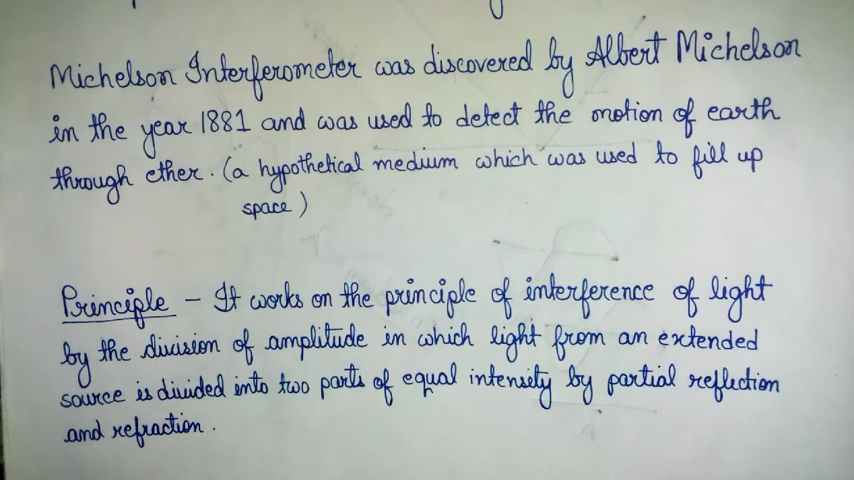 Michelson Interferometer was discovered by Albert Michelson
in the year 1881 and was used to detect the motion of earth
through ether. (a hypothetical medium which was used to fill up
space)
Principle – It works on the principle of interference of light
by the division of amplitude in which light from an extended
source is divided into two parts of equal intensity by partial reflection
and refraction.